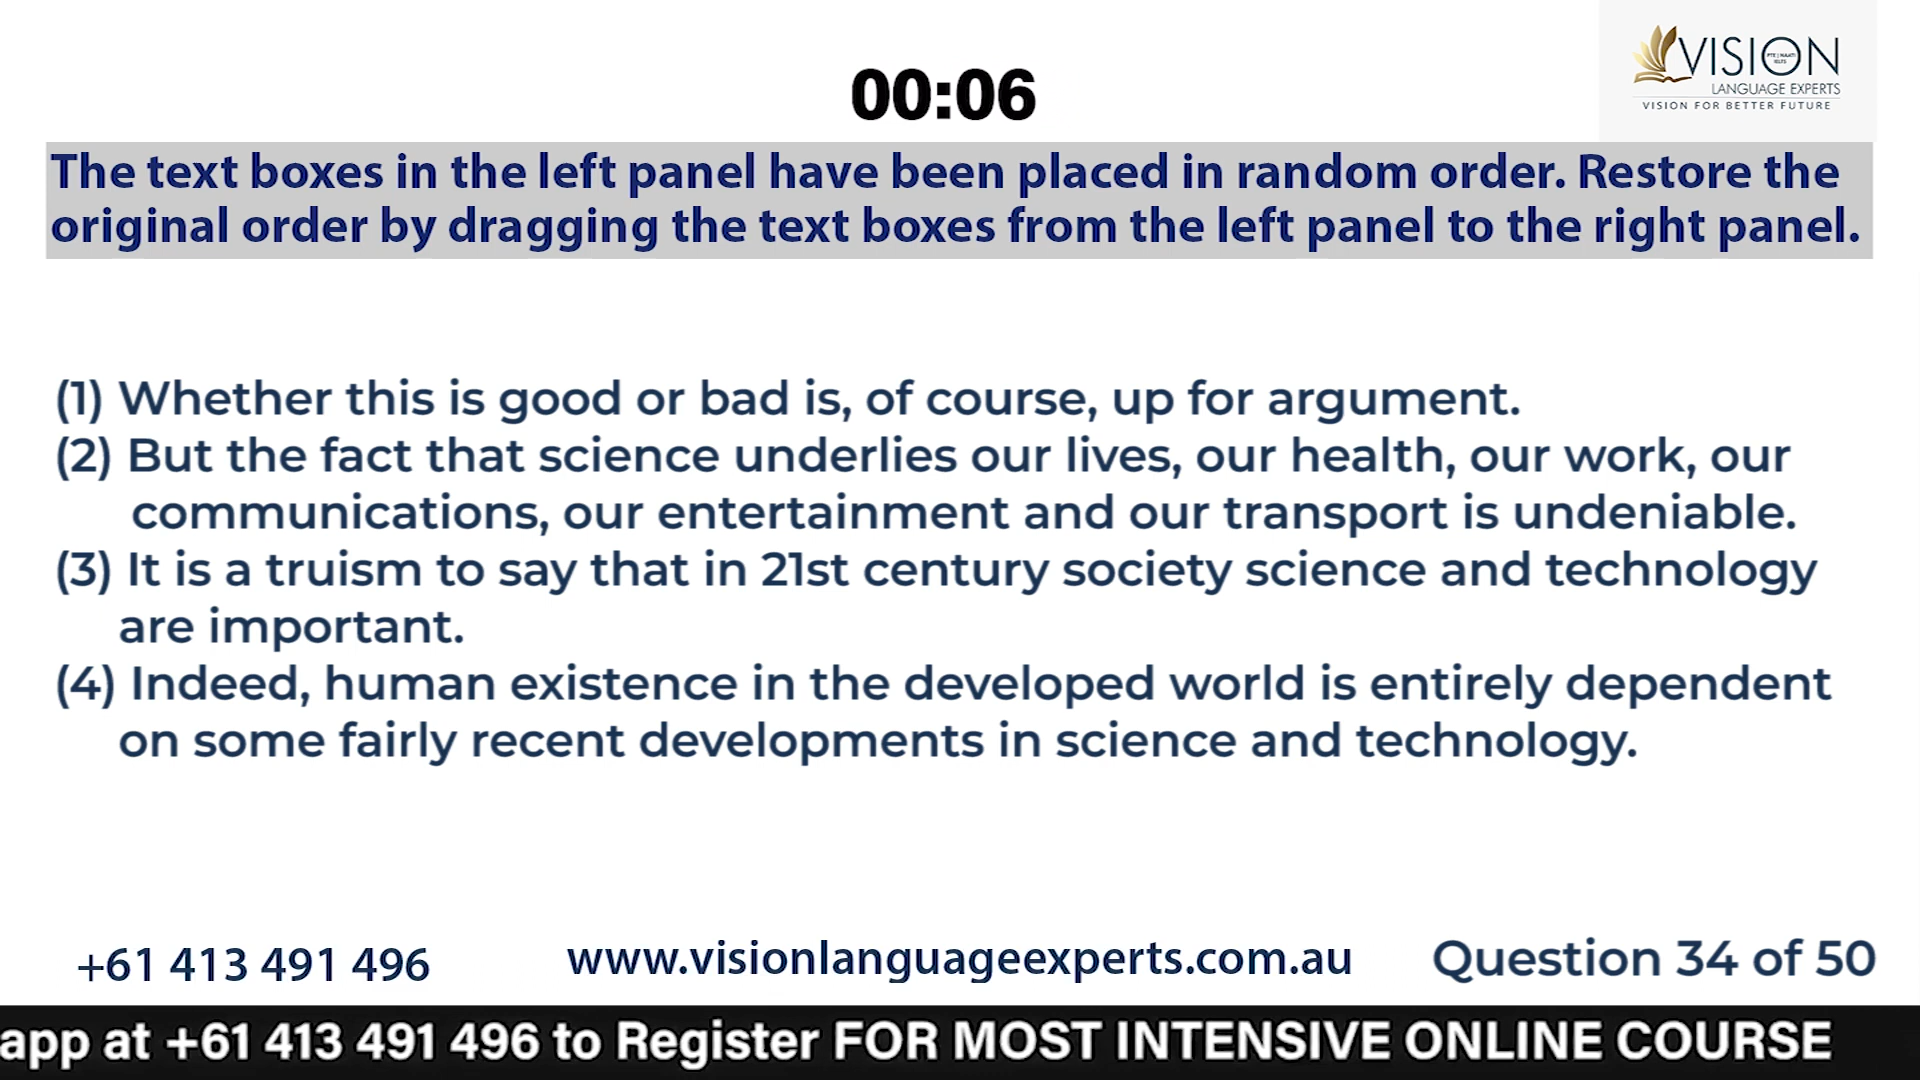 VISION
PTE | NAATI
IELTS
LANGUAGE EXPERTS
VISION FOR BETTER FUTURE
00:06
The text boxes in the left panel have been placed in random order. Restore the
original order by dragging the text boxes from the left panel to the right panel.
(1) Whether this is good or bad is, of course, up for argument.
(2) But the fact that science underlies our lives, our health, our work, our
communications, our entertainment and our transport is undeniable.
(3) It is a truism to say that in 21st century society science and technology
are important.
(4) Indeed, human existence in the developed world is entirely dependent
on some fairly recent developments in science and technology.
+61 413 491 496
www.visionlanguageexperts.com.au
Question 34 of 50
app at +61 413 491 496 to Register FOR MOST INTENSIVE ONLINE COURSE